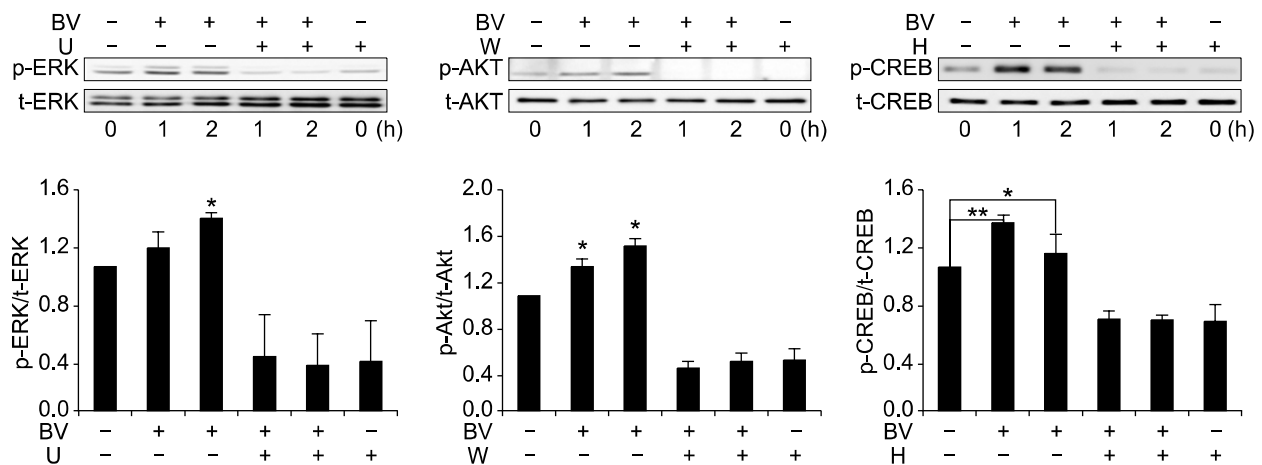 BV − + + + + −
U − − − + + +
p-ERK
t-ERK
0 1 2 1 2 0 (h)
1.6
1.2
0.8
0.4
0.0
p-ERK/t-ERK
*
BV − + + + + −
U − − − + + +
BV − + + + + −
W − − − + + +
p-AKT
t-AKT
0 1 2 1 2 0 (h)
2.0
1.6
1.2
0.8
0.4
0.0
p-Akt/t-Akt
* *
BV − + + + + −
W − − − + + +
BV − + + + + −
H − − − + + +
p-CREB
t-CREB
0 1 2 1 2 0 (h)
1.6
1.2
0.8
0.4
0.0
p-CREB/t-CREB
*
**
BV − + + + + −
H − − − + + +